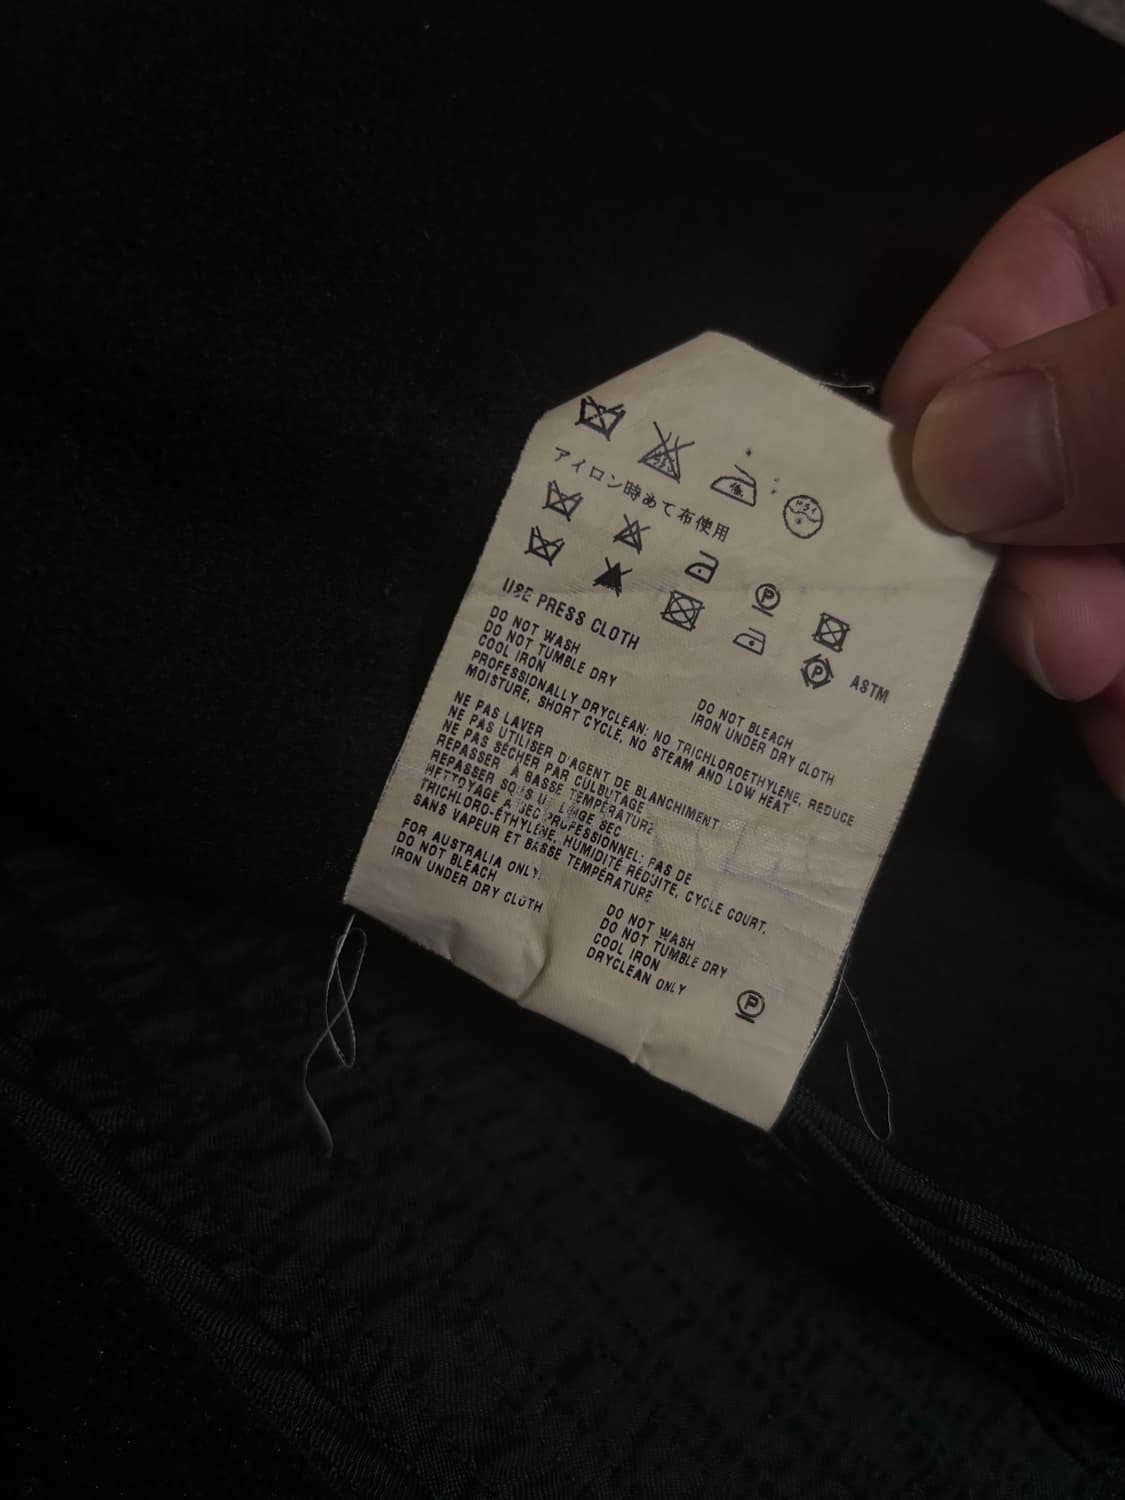 アイロン時あて布使用
P
P
ASTM
USE PRESS CLOTH
DO NOT WASH
DO NOT TUMBLE DRY
COOL IRON
DO NOT BLEACH
IRON UNDER DRY CLOTH
PROFESSIONALLY DRYCLEAN: NO TRICHLOROETHYLENE, REDUCE
MOISTURE, SHORT CYCLE, NO STEAM AND LOW HEAT
NE PAS LAVER
NE PAS UTILISER D'AGENT DE BLANCHIMENT
NE PAS SÉCHER PAR CULBUTAGE
REPASSER À BASSE TEMPÉRATURE
REPASSER SOUS UN LINGE SEC
NETTOYAGE À SEC PROFESSIONNEL: PAS DE
TRICHLORO-ÉTHYLÈNE, HUMIDITÉ RÉDUITE, CYCLE COURT,
SANS VAPEUR ET BASSE TEMPÉRATURE
FOR AUSTRALIA ONLY:
DO NOT BLEACH
IRON UNDER DRY CLOTH
DO NOT WASH
DO NOT TUMBLE DRY
COOL IRON
DRYCLEAN ONLY
P